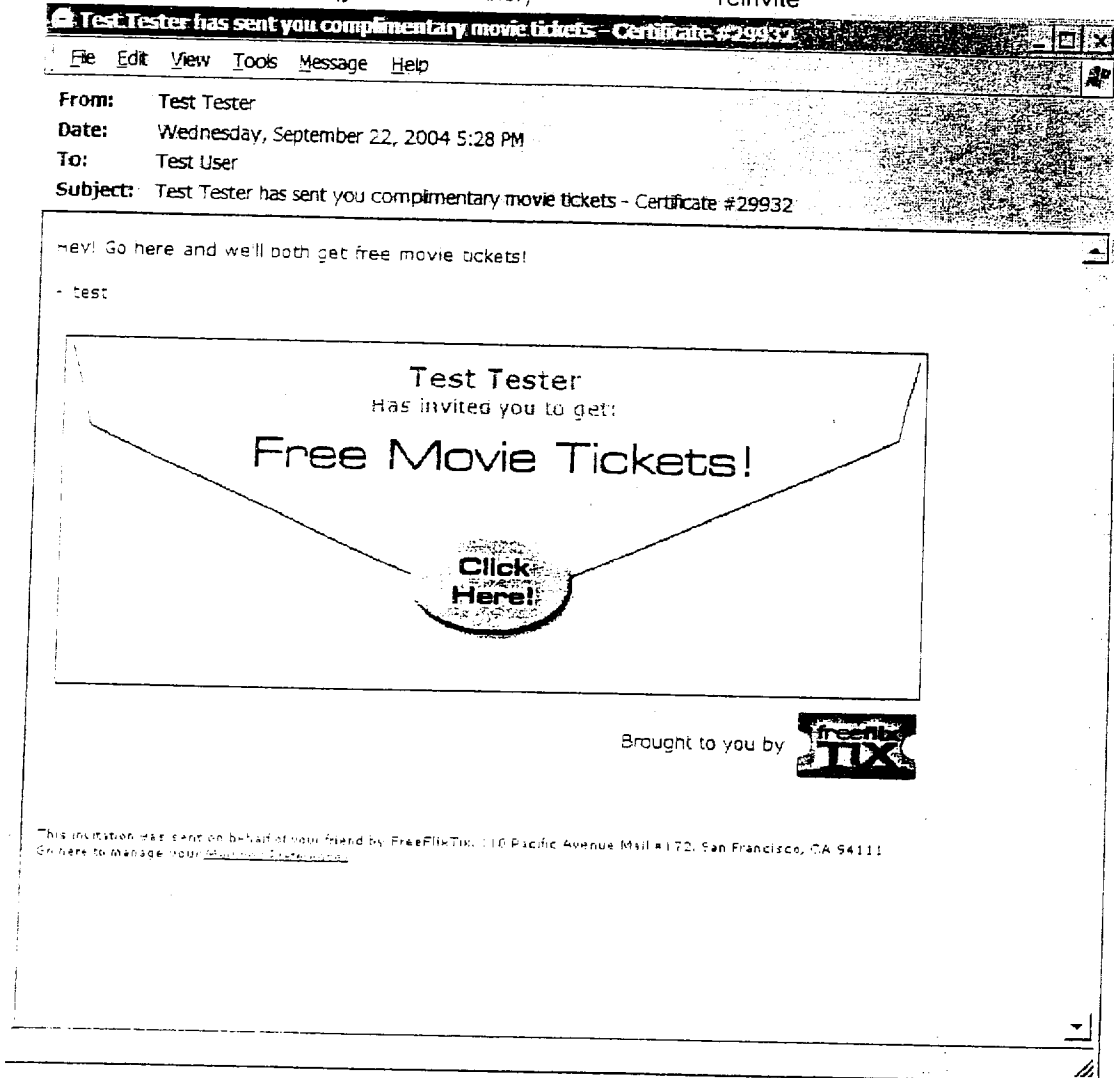 reinvite
Test Tester has sent you complimentary movie tickets - Certificate #29932
File Edit View Tools Message Help
From: Test Tester
Date: Wednesday, September 22, 2004 5:28 PM
To: Test User
Subject: Test Tester has sent you complimentary movie tickets - Certificate #29932
Hey! Go here and we'll both get free movie tickets!
- test
Test Tester
Has invited you to get:
Free Movie Tickets!
Click
Here!
Brought to you by
TIX
This invitation was sent on behalf of your friend by FreeFlixTix, 110 Pacific Avenue Mail #172, San Francisco, CA 94111
Go here to manage your